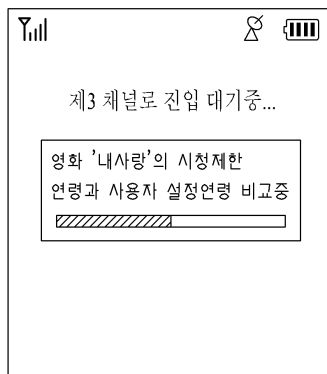 제3 채널로 진입 대기중...
영화 '내사랑'의 시청제한
연령과 사용자 설정연령 비교중